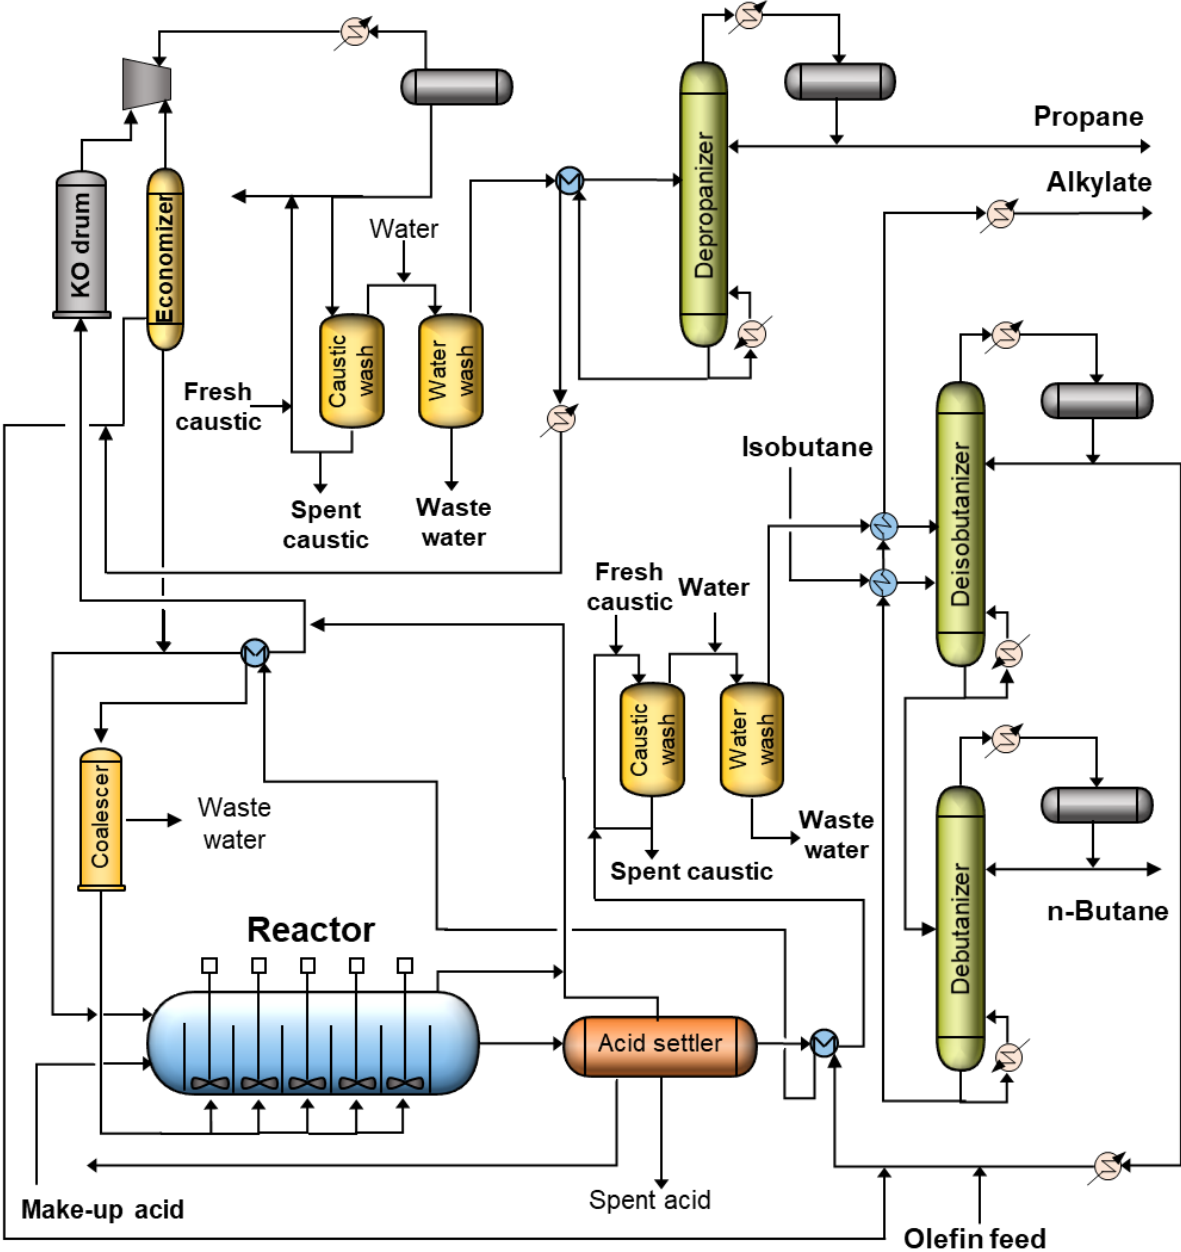 Propane
Depropanizer
Alkylate
KO drum
Economizer
Water
Caustic
wash
Water
wash
Fresh
caustic
Isobutane
Deisobutanizer
Spent
caustic
Waste
water
Fresh
caustic
Water
Caustic
wash
Water
wash
Coalescer
Waste
water
Waste
water
Spent caustic
Debutanizer
n-Butane
Reactor
Acid settler
Make-up acid
Spent acid
Olefin feed